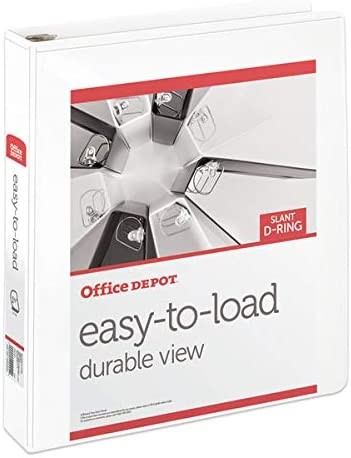 Office
DEPOT
easy-to-load
SLANT
D-RING
Office DEPOT
easy-to-load
durable view